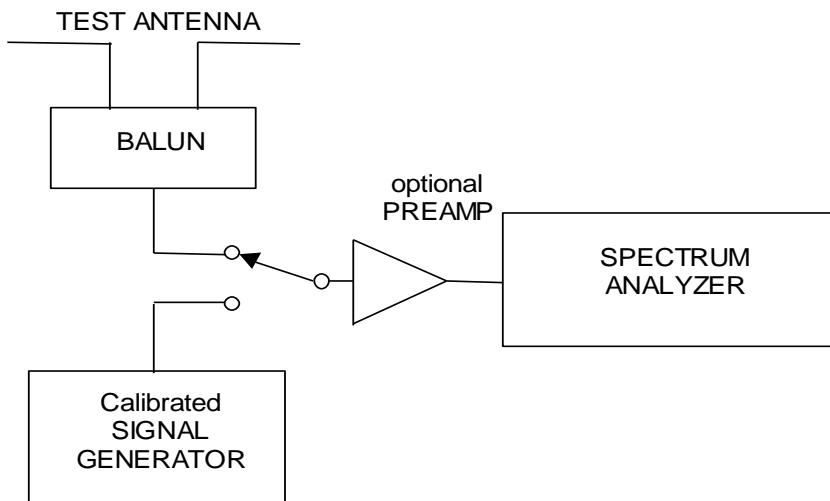 TEST ANTENNA
BALUN
optional
PREAMP
SPECTRUM
ANALYZER
Calibrated
SIGNAL
GENERATOR